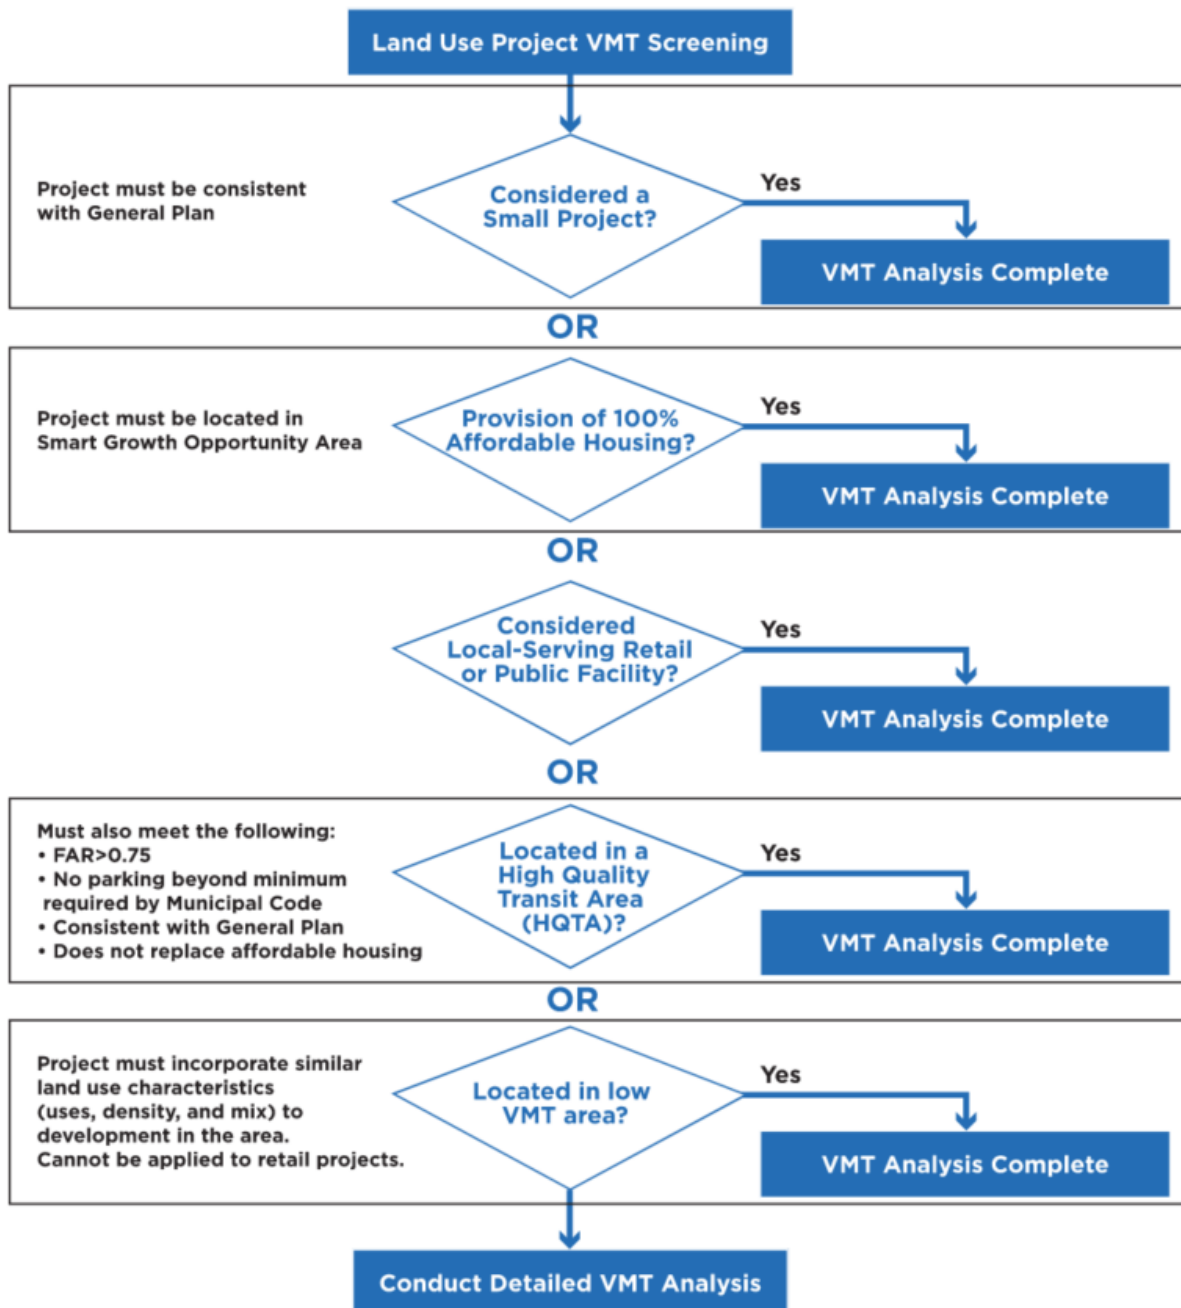 Land Use Project VMT Screening
Project must be consistent
with General Plan
Considered a
Small Project?
Yes
VMT Analysis Complete
OR
Project must be located in
Smart Growth Opportunity Area
Provision of 100%
Affordable Housing?
Yes
VMT Analysis Complete
OR
Considered
Local-Serving Retail
or Public Facility?
Yes
VMT Analysis Complete
OR
Must also meet the following:
• FAR>0.75
• No parking beyond minimum
required by Municipal Code
• Consistent with General Plan
• Does not replace affordable housing
Located in a
High Quality
Transit Area
(HQTA)?
Yes
VMT Analysis Complete
OR
Project must incorporate similar
land use characteristics
(uses, density, and mix) to
development in the area.
Cannot be applied to retail projects.
Located in low
VMT area?
Yes
VMT Analysis Complete
Conduct Detailed VMT Analysis